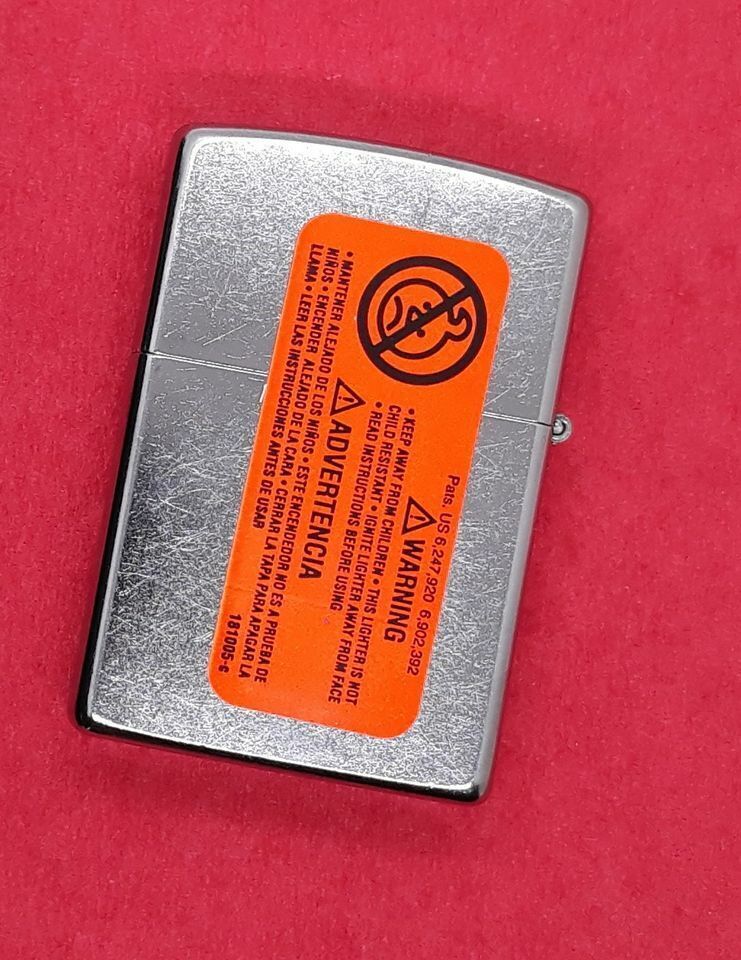 Pats. US 6,247,920 6,902,392
⚠ WARNING
• KEEP AWAY FROM CHILDREN • THIS LIGHTER IS NOT
CHILD RESISTANT • IGNITE LIGHTER AWAY FROM FACE
• READ INSTRUCTIONS BEFORE USING
⚠ ADVERTENCIA
• MANTENER ALEJADO DE LOS NIÑOS • ESTE ENCENDEDOR NO ES A PRUEBA DE
NIÑOS • ENCENDER ALEJADO DE LA CARA • CERRAR LA TAPA PARA APAGAR LA
LLAMA • LEER LAS INSTRUCCIONES ANTES DE USAR
181005-e